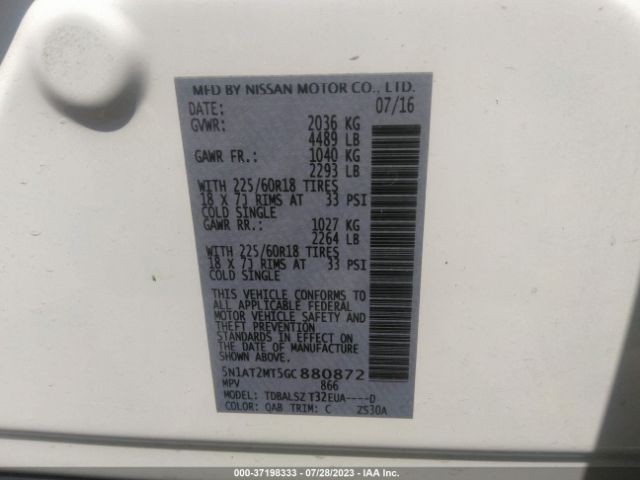 MFD BY NISSAN MOTOR CO., LTD.
DATE: 07/16
GVWR: 2036 KG
4489 LB
GAWR FR.: 1040 KG
2293 LB
WITH 225/60R18 TIRES
18 X 7J RIMS AT 33 PSI
COLD SINGLE
GAWR RR.: 1027 KG
2264 LB
WITH 225/60R18 TIRES
18 X 7J RIMS AT 33 PSI
COLD SINGLE
THIS VEHICLE CONFORMS TO
ALL APPLICABLE FEDERAL
MOTOR VEHICLE SAFETY AND
THEFT PREVENTION
STANDARDS IN EFFECT ON
THE DATE OF MANUFACTURE
SHOWN ABOVE.
5N1AT2MT5GC880872
MPV 866
MODEL: TDBALSZ T32EUA----D
COLOR: QAB TRIM: C ZS30A
000-37198333 - 07/28/2023 - IAA Inc.